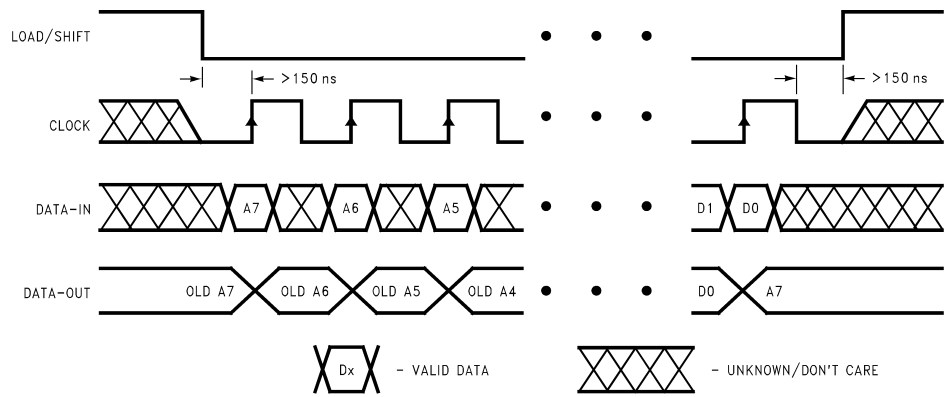 LOAD/SHIFT
>150 ns >150 ns
CLOCK
DATA-IN A7 A6 A5 D1 D0
DATA-OUT OLD A7 OLD A6 OLD A5 OLD A4 D0 A7
Dx - VALID DATA - UNKNOWN/DON'T CARE